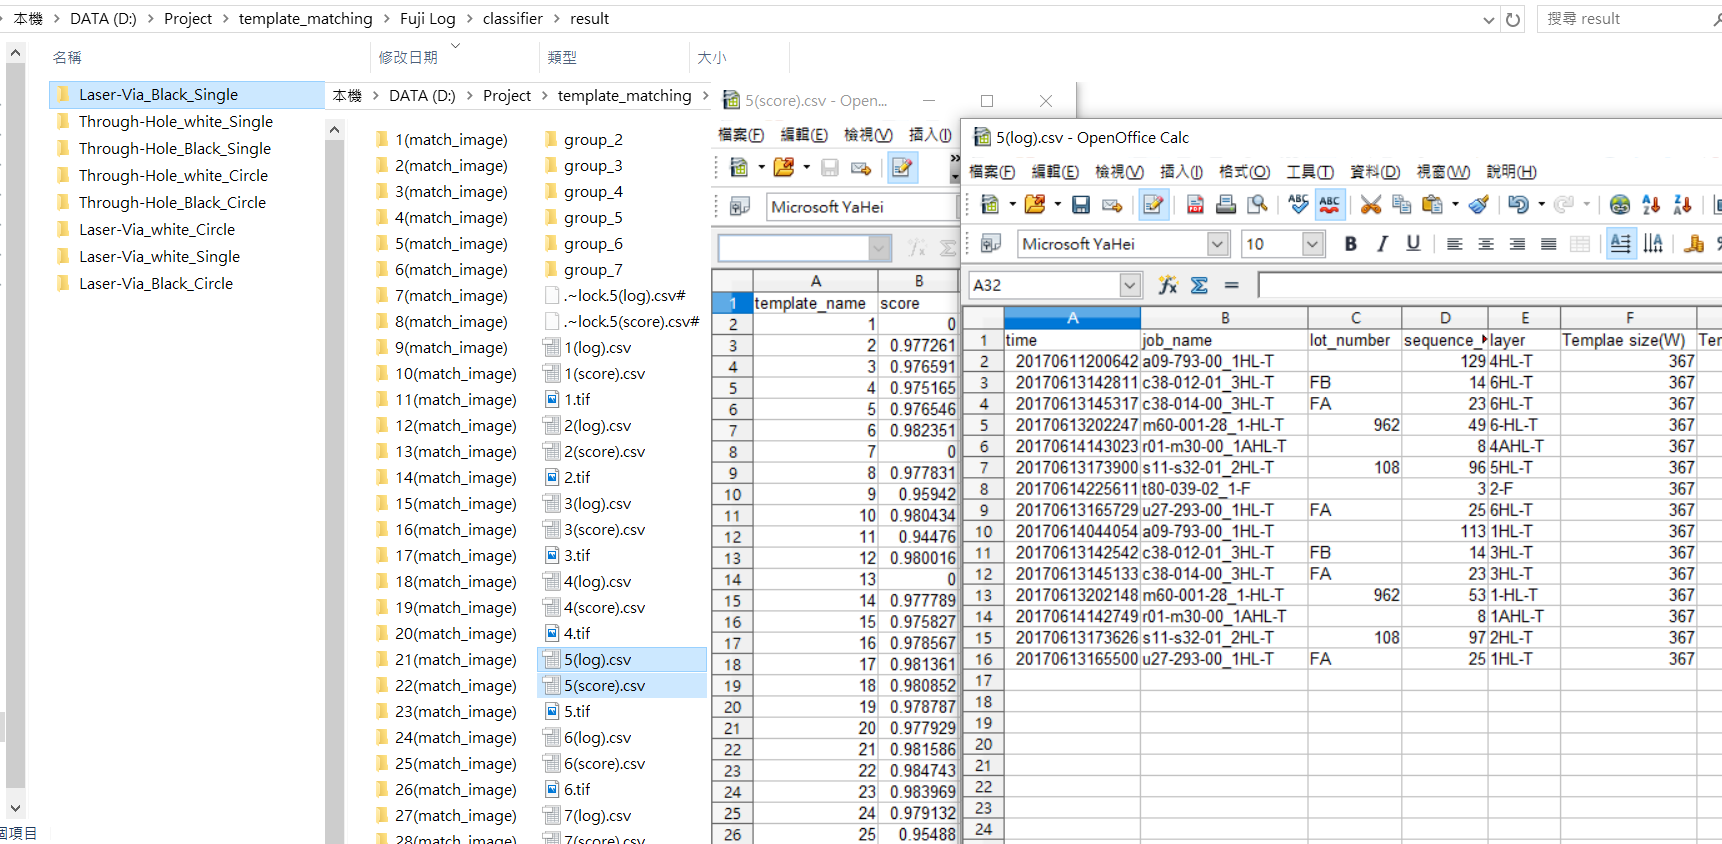 本機 > DATA (D:) > Project > template_matching > Fuji Log > classifier > result
搜尋 result
名稱 修改日期 類型 大小
Laser-Via_Black_Single
Through-Hole_white_Single
Through-Hole_Black_Single
Through-Hole_white_Circle
Through-Hole_Black_Circle
Laser-Via_white_Circle
Laser-Via_white_Single
Laser-Via_Black_Circle
個項目
本機 > DATA (D:) > Project > template_matching >
1(match_image)
2(match_image)
3(match_image)
4(match_image)
5(match_image)
6(match_image)
7(match_image)
8(match_image)
9(match_image)
10(match_image)
11(match_image)
12(match_image)
13(match_image)
14(match_image)
15(match_image)
16(match_image)
17(match_image)
18(match_image)
19(match_image)
20(match_image)
21(match_image)
22(match_image)
23(match_image)
24(match_image)
25(match_image)
26(match_image)
27(match_image)
28(match_image)
group_2
group_3
group_4
group_5
group_6
group_7
.~lock.5(log).csv#
.~lock.5(score).csv#
1(log).csv
1(score).csv
1.tif
2(log).csv
2(score).csv
2.tif
3(log).csv
3(score).csv
3.tif
4(log).csv
4(score).csv
4.tif
5(log).csv
5(score).csv
5.tif
6(log).csv
6(score).csv
6.tif
7(log).csv
7(score).csv
5(score).csv - Open...
檔案(F) 編輯(E) 檢視(V) 插入(I)
Microsoft YaHei
A B
1 template_name score
2 1 0
3 2 0.977261
4 3 0.976591
5 4 0.975165
6 5 0.976546
7 6 0.982351
8 7 0
9 8 0.977831
10 9 0.95942
11 10 0.980434
12 11 0.94476
13 12 0.980016
14 13 0
15 14 0.977789
16 15 0.975827
17 16 0.978567
18 17 0.981361
19 18 0.980852
20 19 0.978787
21 20 0.977929
22 21 0.981586
23 22 0.984743
24 23 0.983969
25 24 0.979132
26 25 0.95488
5(log).csv - OpenOffice Calc
檔案(F) 編輯(E) 檢視(V) 插入(I) 格式(O) 工具(T) 資料(D) 視窗(W) 說明(H)
Microsoft YaHei 10 B I U
A32
A B C D E F
1 time job_name lot_number sequence_ layer Templae size(W) Ter
2 20170611200642 a09-793-00_1HL-T 129 4HL-T 367
3 20170613142811 c38-012-01_3HL-T FB 14 6HL-T 367
4 20170613145317 c38-014-00_3HL-T FA 23 6HL-T 367
5 20170613202247 m60-001-28_1-HL-T 962 49 6-HL-T 367
6 20170614143023 r01-m30-00_1AHL-T 8 4AHL-T 367
7 20170613173900 s11-s32-01_2HL-T 108 96 5HL-T 367
8 20170614225611 t80-039-02_1-F 3 2-F 367
9 20170613165729 u27-293-00_1HL-T FA 25 6HL-T 367
10 20170614044054 a09-793-00_1HL-T 113 1HL-T 367
11 20170613142542 c38-012-01_3HL-T FB 14 3HL-T 367
12 20170613145133 c38-014-00_3HL-T FA 23 3HL-T 367
13 20170613202148 m60-001-28_1-HL-T 962 53 1-HL-T 367
14 20170614142749 r01-m30-00_1AHL-T 8 1AHL-T 367
15 20170613173626 s11-s32-01_2HL-T 108 97 2HL-T 367
16 20170613165500 u27-293-00_1HL-T FA 25 1HL-T 367
17
18
19
20
21
22
23
24